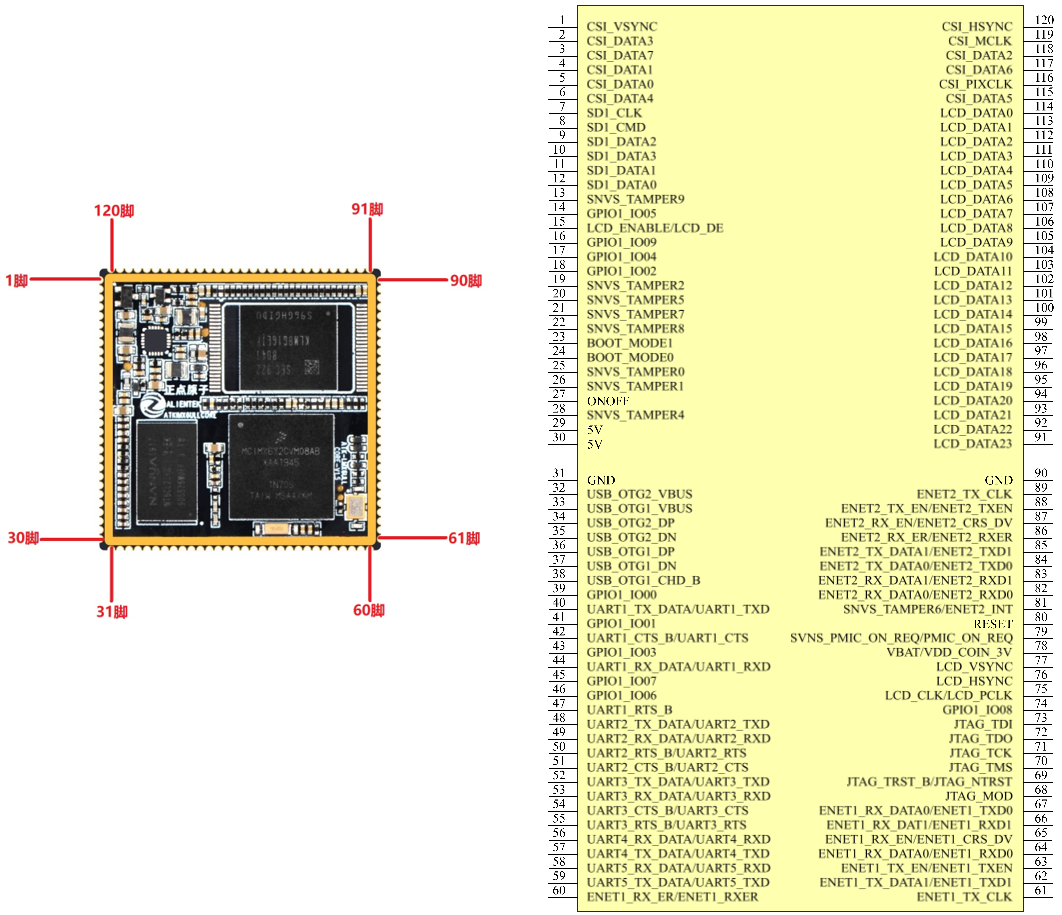 120脚
91脚
1脚
90脚
KLM8G1GETF
B041
SEC 922
正点原子
ALIENTEK
NANYA
30脚
61脚
31脚
60脚
1 CSI_VSYNC CSI_HSYNC 120
2 CSI_DATA3 CSI_MCLK 119
3 CSI_DATA7 CSI_DATA2 118
4 CSI_DATA1 CSI_DATA6 117
5 CSI_DATA0 CSI_PIXCLK 116
6 CSI_DATA4 CSI_DATA5 115
7 SD1_CLK LCD_DATA0 114
8 SD1_CMD LCD_DATA1 113
9 SD1_DATA2 LCD_DATA2 112
10 SD1_DATA3 LCD_DATA3 111
11 SD1_DATA1 LCD_DATA4 110
12 SD1_DATA0 LCD_DATA5 109
13 SNVS_TAMPER9 LCD_DATA6 108
14 GPIO1_IO05 LCD_DATA7 107
15 LCD_ENABLE/LCD_DE LCD_DATA8 106
16 GPIO1_IO09 LCD_DATA9 105
17 GPIO1_IO04 LCD_DATA10 104
18 GPIO1_IO02 LCD_DATA11 103
19 SNVS_TAMPER2 LCD_DATA12 102
20 SNVS_TAMPER5 LCD_DATA13 101
21 SNVS_TAMPER7 LCD_DATA14 100
22 SNVS_TAMPER8 LCD_DATA15 99
23 BOOT_MODE1 LCD_DATA16 98
24 BOOT_MODE0 LCD_DATA17 97
25 SNVS_TAMPER0 LCD_DATA18 96
26 SNVS_TAMPER1 LCD_DATA19 95
27 ONOFF LCD_DATA20 94
28 SNVS_TAMPER4 LCD_DATA21 93
29 5V LCD_DATA22 92
30 5V LCD_DATA23 91
31 GND GND 90
32 USB_OTG2_VBUS ENET2_TX_CLK 89
33 USB_OTG1_VBUS ENET2_TX_EN/ENET2_TXEN 88
34 USB_OTG2_DP ENET2_RX_EN/ENET2_CRS_DV 87
35 USB_OTG2_DN ENET2_RX_ER/ENET2_RXER 86
36 USB_OTG1_DP ENET2_TX_DATA1/ENET2_TXD1 85
37 USB_OTG1_DN ENET2_TX_DATA0/ENET2_TXD0 84
38 USB_OTG1_CHD_B ENET2_RX_DATA1/ENET2_RXD1 83
39 GPIO1_IO00 ENET2_RX_DATA0/ENET2_RXD0 82
40 UART1_TX_DATA/UART1_TXD SNVS_TAMPER6/ENET2_INT 81
41 GPIO1_IO01 RESET 80
42 UART1_CTS_B/UART1_CTS SVNS_PMIC_ON_REQ/PMIC_ON_REQ 79
43 GPIO1_IO03 VBAT/VDD_COIN_3V 78
44 UART1_RX_DATA/UART1_RXD LCD_VSYNC 77
45 GPIO1_IO07 LCD_HSYNC 76
46 GPIO1_IO06 LCD_CLK/LCD_PCLK 75
47 UART1_RTS_B GPIO1_IO08 74
48 UART2_TX_DATA/UART2_TXD JTAG_TDI 73
49 UART2_RX_DATA/UART2_RXD JTAG_TDO 72
50 UART2_RTS_B/UART2_RTS JTAG_TCK 71
51 UART2_CTS_B/UART2_CTS JTAG_TMS 70
52 UART3_TX_DATA/UART3_TXD JTAG_TRST_B/JTAG_NTRST 69
53 UART3_RX_DATA/UART3_RXD JTAG_MOD 68
54 UART3_CTS_B/UART3_CTS ENET1_RX_DATA0/ENET1_TXD0 67
55 UART3_RTS_B/UART3_RTS ENET1_RX_DAT1/ENET1_RXD1 66
56 UART4_RX_DATA/UART4_RXD ENET1_RX_EN/ENET1_CRS_DV 65
57 UART4_TX_DATA/UART4_TXD ENET1_RX_DATA0/ENET1_RXD0 64
58 UART5_RX_DATA/UART5_RXD ENET1_TX_EN/ENET1_TXEN 63
59 UART5_TX_DATA/UART5_TXD ENET1_TX_DATA1/ENET1_TXD1 62
60 ENET1_RX_ER/ENET1_RXER ENET1_TX_CLK 61